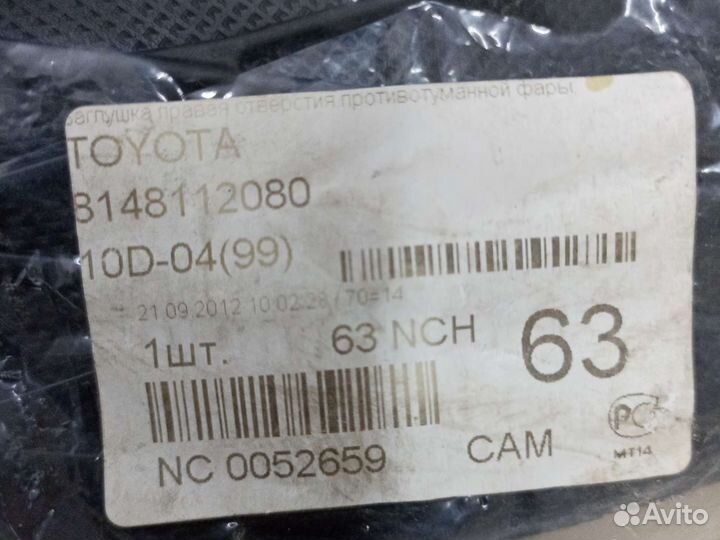 заглушка правая отверстия противотуманной фары
TOYOTA
8148112080
10D-04(99)
21.09.2012 10:02:28 / 70=14
1шт.
63 NCH
63
NC 0052659
CAM
РС
МТ14
Avito